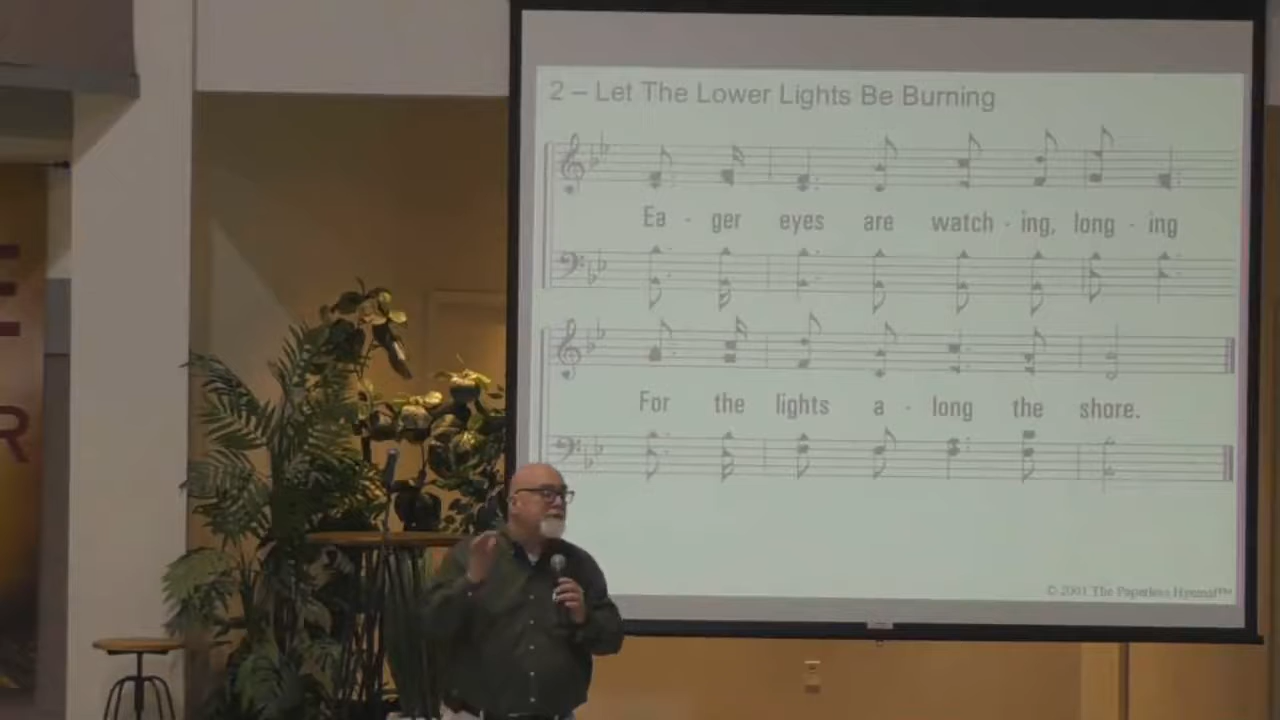 2 – Let The Lower Lights Be Burning
Ea - ger eyes are watch - ing, long - ing
For the lights a - long the shore.
© 2001 The Paperless Hymnal™
E
R